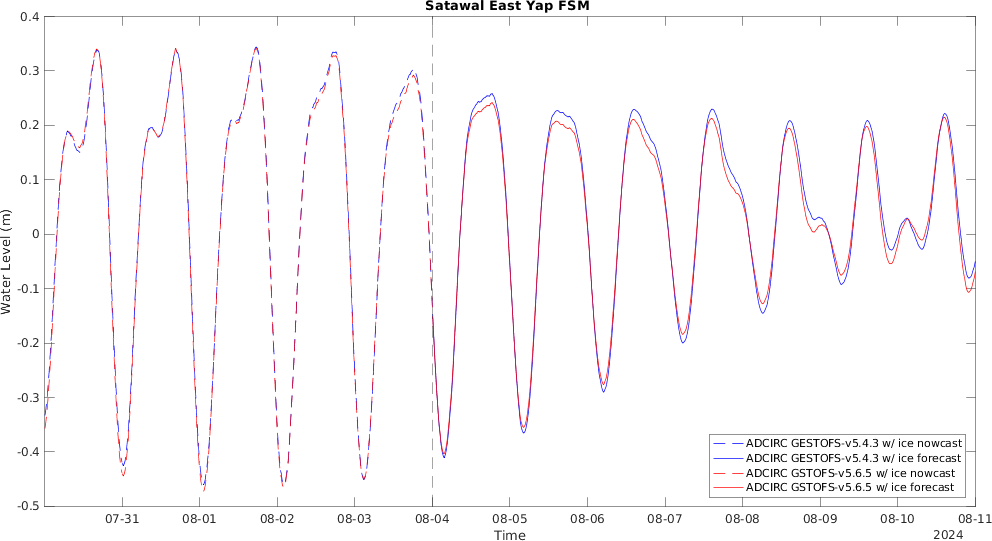 Satawal East Yap FSM
0.4
0.3
0.2
0.1
0
-0.1
-0.2
-0.3
-0.4
-0.5
Water Level (m)
ADCIRC GESTOFS-v5.4.3 w/ ice nowcast
ADCIRC GESTOFS-v5.4.3 w/ ice forecast
ADCIRC GSTOFS-v5.6.5 w/ ice nowcast
ADCIRC GSTOFS-v5.6.5 w/ ice forecast
07-31 08-01 08-02 08-03 08-04 08-05 08-06 08-07 08-08 08-09 08-10 08-11
Time
2024